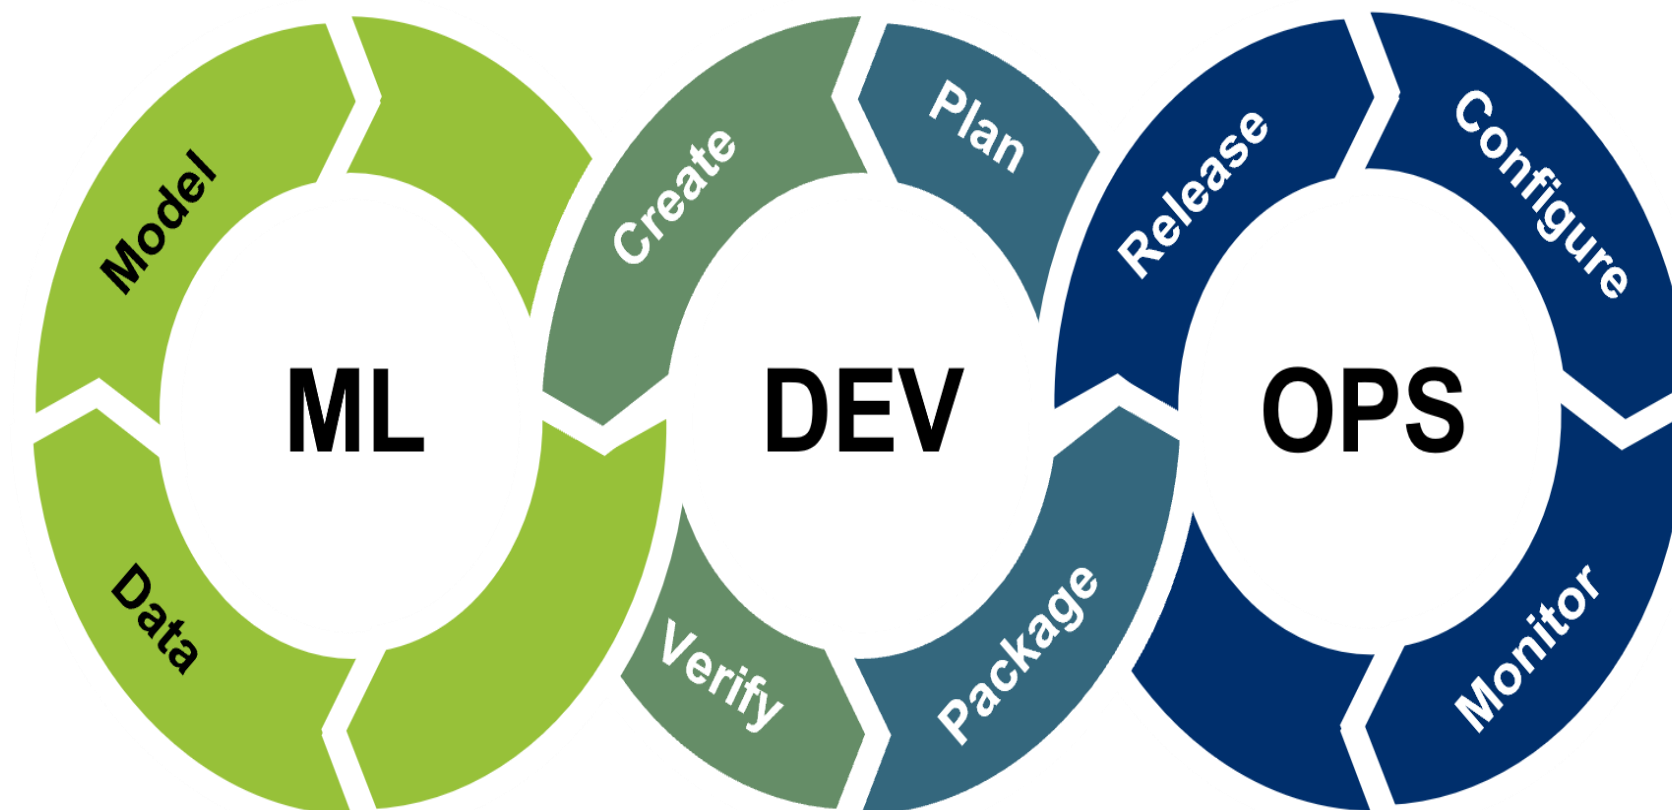 Model
Data
ML
Create
Plan
Verify
Package
DEV
Release
Configure
Monitor
OPS